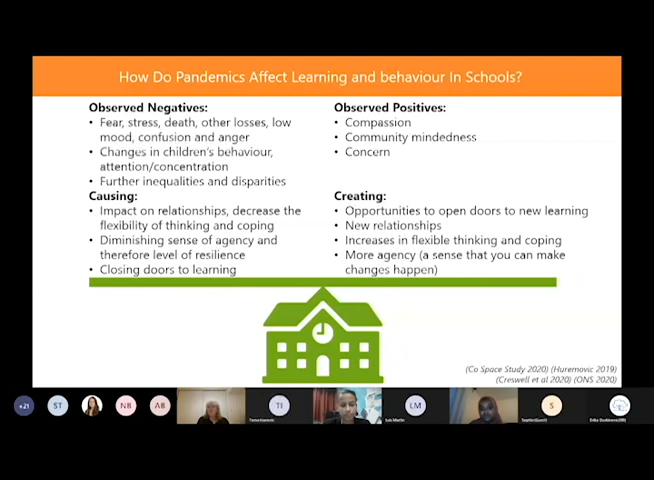 How Do Pandemics Affect Learning and behaviour In Schools?
Observed Negatives:
• Fear, stress, death, other losses, low
mood, confusion and anger
• Changes in children's behaviour,
attention/concentration
• Further inequalities and disparities
Causing:
• Impact on relationships, decrease the
flexibility of thinking and coping
• Diminishing sense of agency and
therefore level of resilience
• Closing doors to learning
Observed Positives:
• Compassion
• Community mindedness
• Concern
Creating:
• Opportunities to open doors to new learning
• New relationships
• Increases in flexible thinking and coping
• More agency (a sense that you can make
changes happen)
(Co Space Study 2020) (Huremovic 2019)
(Creswell et al 2020) (ONS 2020)
+21
ST
NB
AB
TI
LM
S